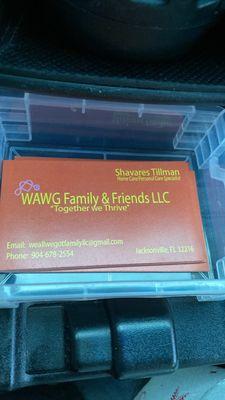 Shavares Tillman
Home Care/Personal Care Specialist
WAWG Family & Friends LLC
"Together We Thrive"
Email: weallwegotfamilyllc@gmail.com
Phone: 904 678-2554
Jacksonville, FL 32216